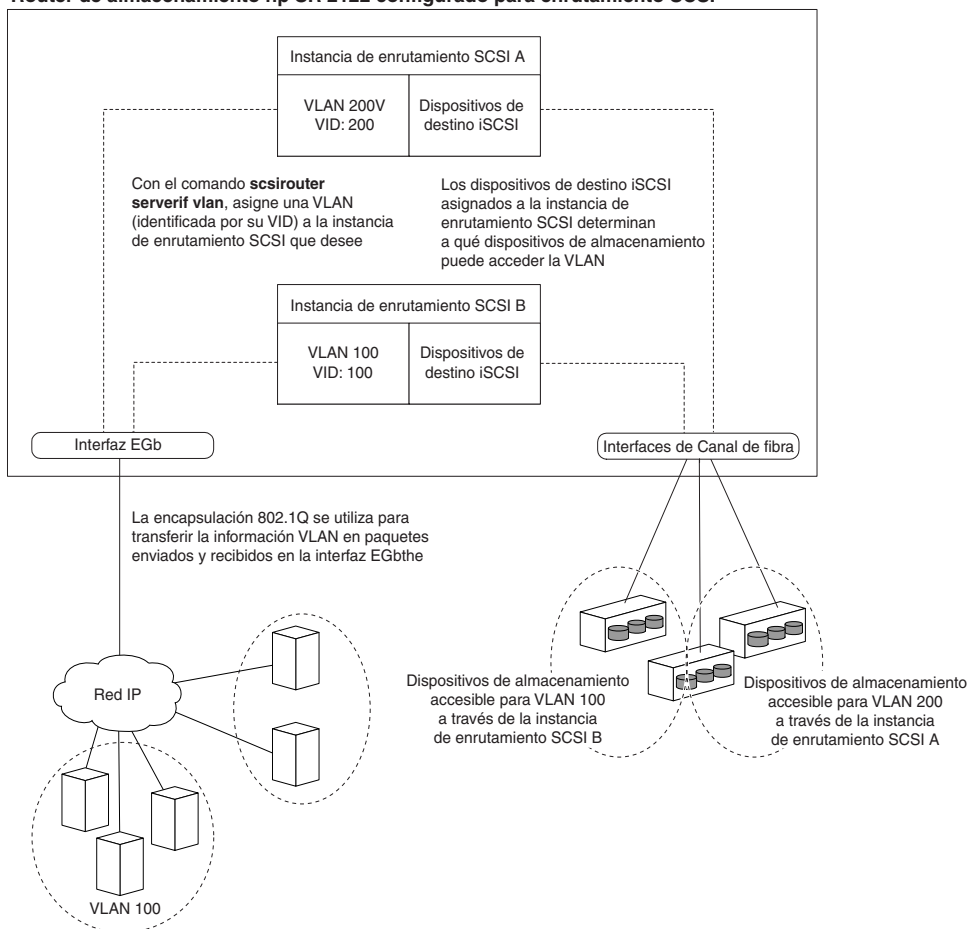 Instancia de enrutamiento SCSI A
VLAN 200V
VID: 200
Dispositivos de
destino iSCSI
Con el comando scsirouter
serverif vlan, asigne una VLAN
(identificada por su VID) a la instancia
de enrutamiento SCSI que desee
Los dispositivos de destino iSCSI
asignados a la instancia de
enrutamiento SCSI determinan
a qué dispositivos de almacenamiento
puede acceder la VLAN
Instancia de enrutamiento SCSI B
VLAN 100
VID: 100
Dispositivos de
destino iSCSI
Interfaz EGb
Interfaces de Canal de fibra
La encapsulación 802.1Q se utiliza para
transferir la información VLAN en paquetes
enviados y recibidos en la interfaz EGbthe
Red IP
Dispositivos de almacenamiento
accesible para VLAN 100
a través de la instancia
de enrutamiento SCSI B
Dispositivos de almacenamiento
accesible para VLAN 200
a través de la instancia
de enrutamiento SCSI A
VLAN 100